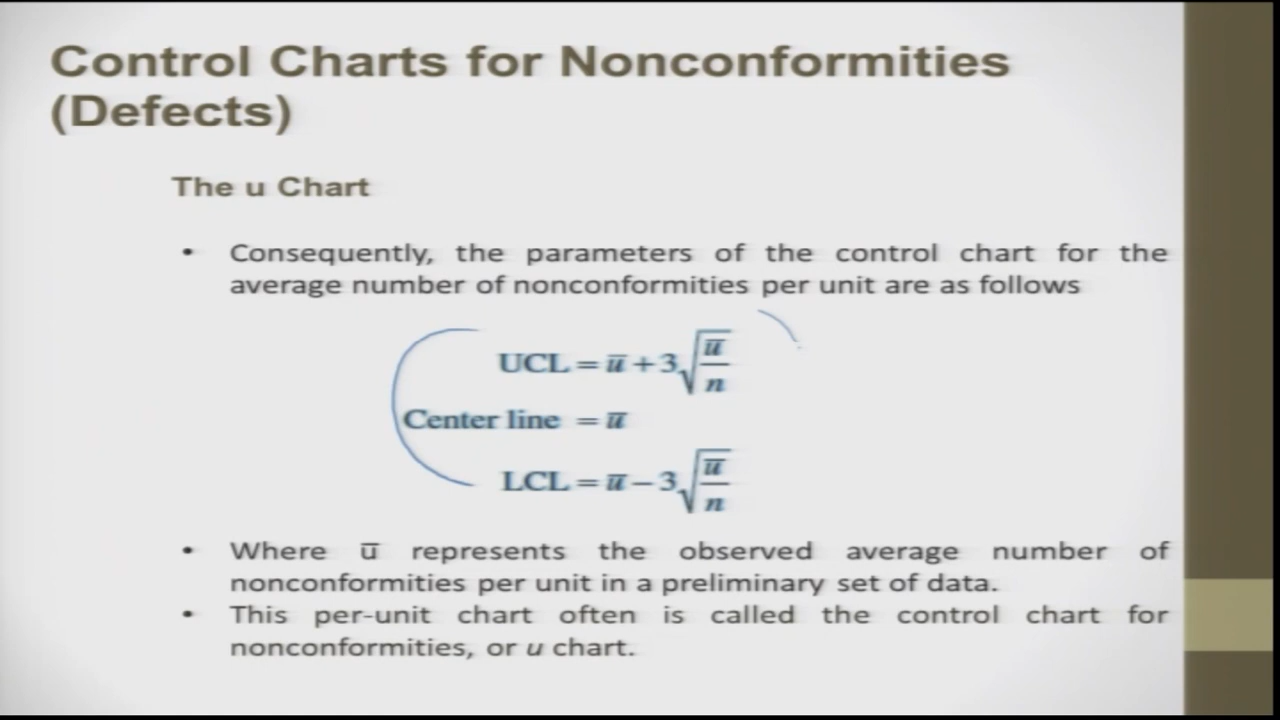 Control Charts for Nonconformities
(Defects)
The u Chart
• Consequently, the parameters of the control chart for the
average number of nonconformities per unit are as follows
UCL = u̅ + 3√(u̅/n)
Center line = u̅
LCL = u̅ − 3√(u̅/n)
• Where u̅ represents the observed average number of
nonconformities per unit in a preliminary set of data.
• This per-unit chart often is called the control chart for
nonconformities, or u chart.